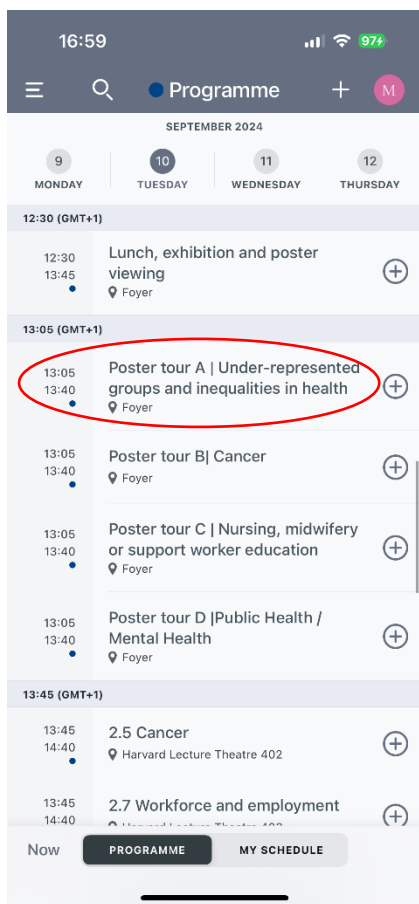 16:59
97
Programme
M
SEPTEMBER 2024
9
10
11
12
MONDAY
TUESDAY
WEDNESDAY
THURSDAY
12:30 (GMT+1)
12:30
13:45
Lunch, exhibition and poster
viewing
Foyer
13:05 (GMT+1)
13:05
13:40
Poster tour A | Under-represented
groups and inequalities in health
Foyer
13:05
13:40
Poster tour B| Cancer
Foyer
13:05
13:40
Poster tour C | Nursing, midwifery
or support worker education
Foyer
13:05
13:40
Poster tour D |Public Health /
Mental Health
Foyer
13:45 (GMT+1)
13:45
14:40
2.5 Cancer
Harvard Lecture Theatre 402
13:45
14:40
2.7 Workforce and employment
Now
PROGRAMME
MY SCHEDULE